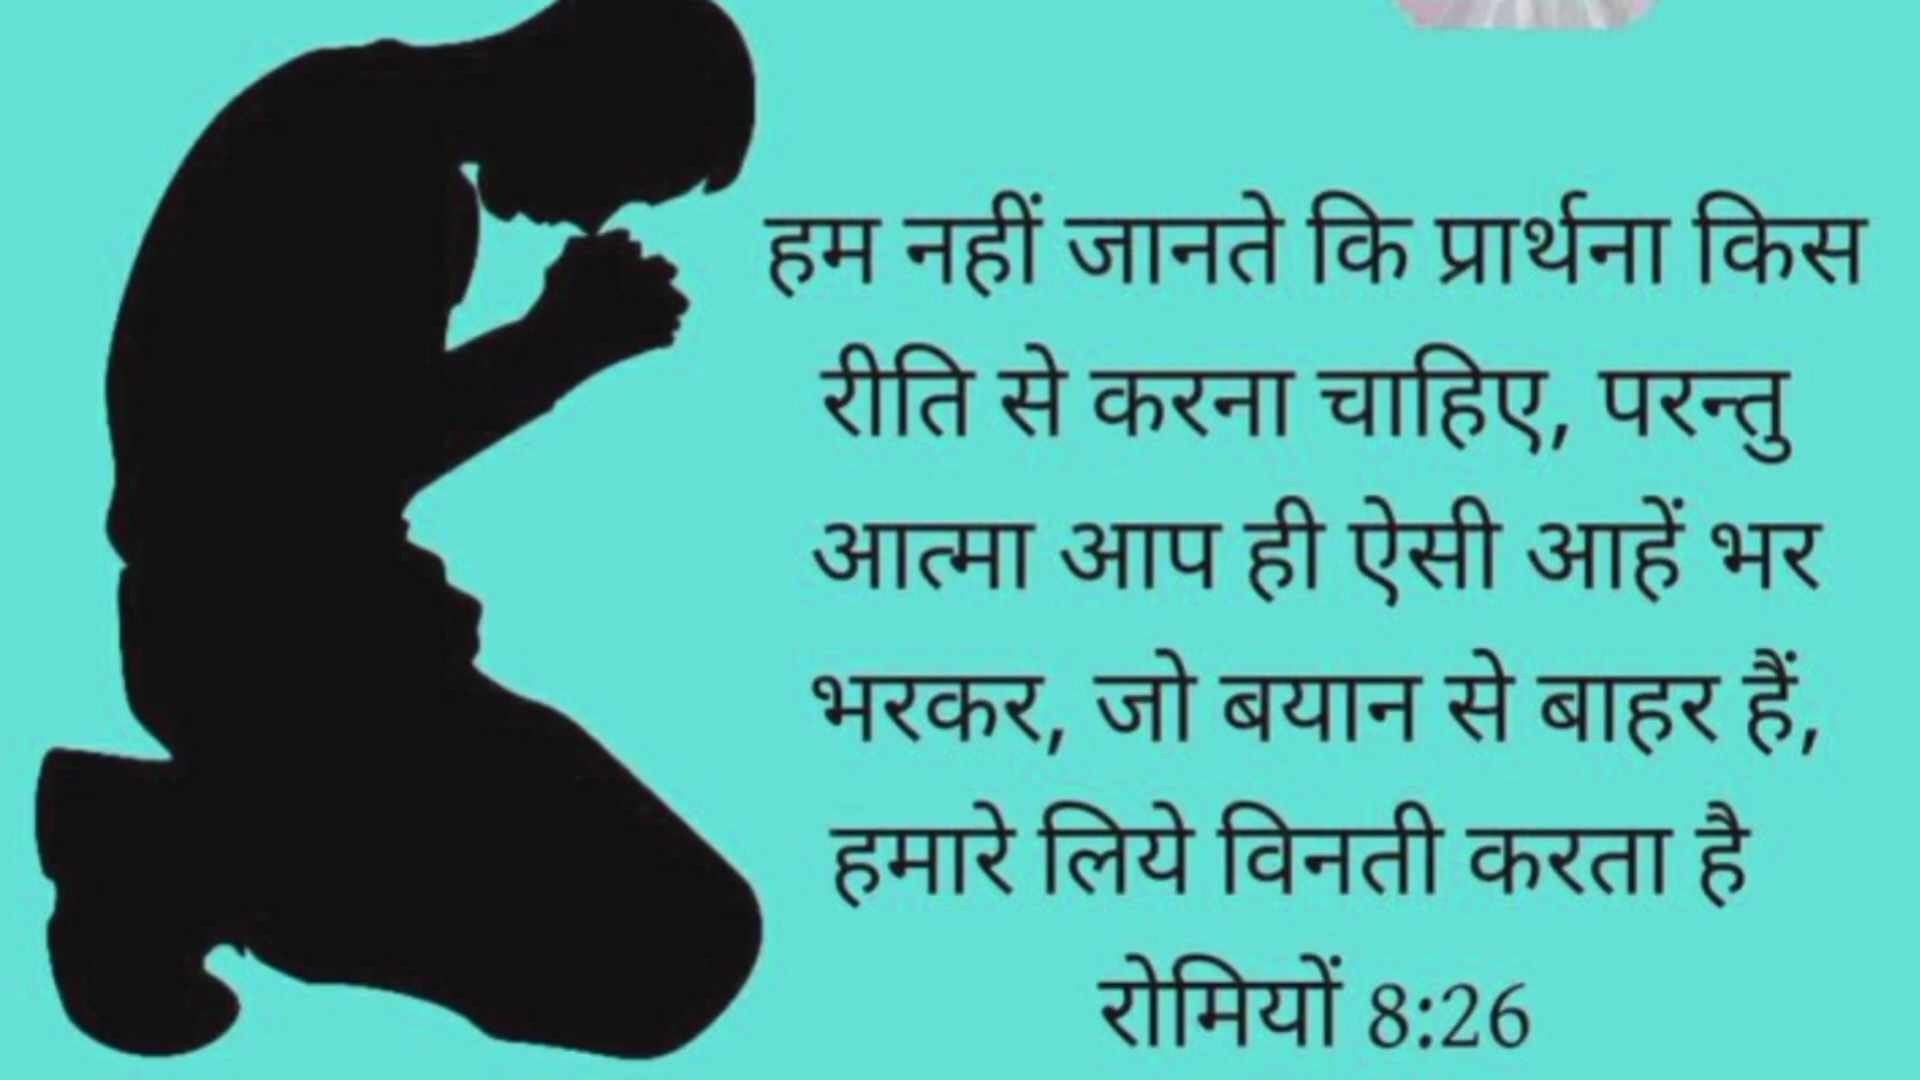 हम नहीं जानते कि प्रार्थना किस
रीति से करना चाहिए, परन्तु
आत्मा आप ही ऐसी आहें भर
भरकर, जो बयान से बाहर हैं,
हमारे लिये विनती करता है
रोमियों 8:26